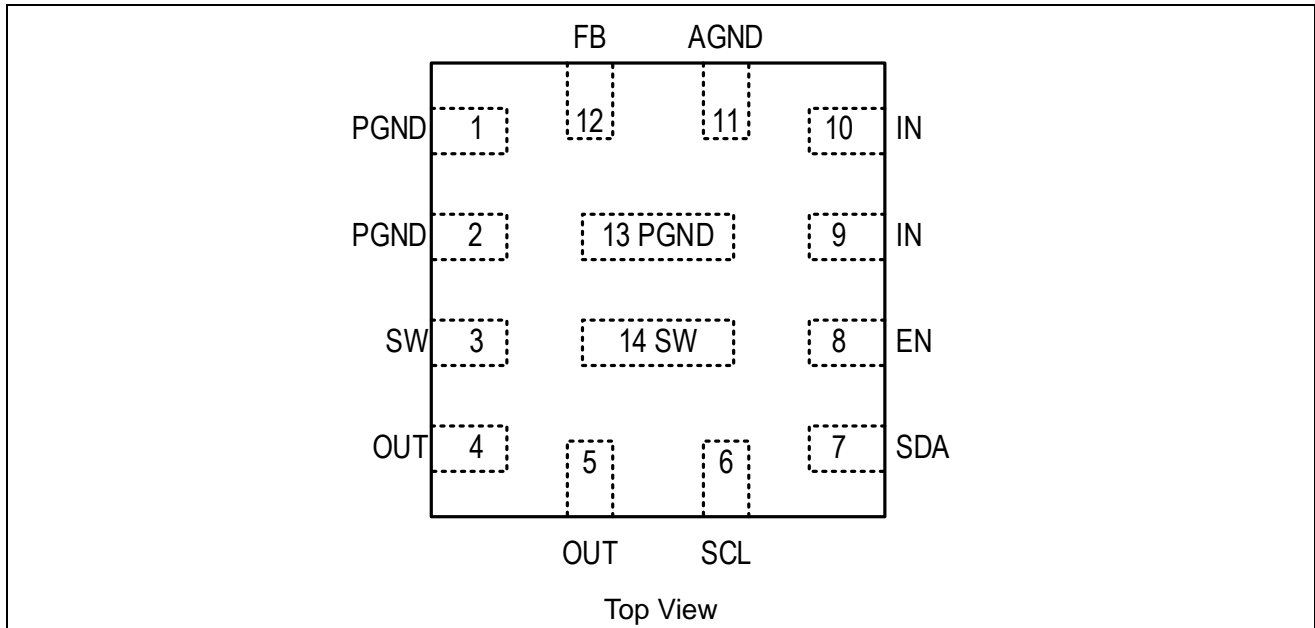 FB AGND
PGND 1 12 11 10 IN
PGND 2 13 PGND 9 IN
SW 3 14 SW 8 EN
OUT 4 5 6 7 SDA
OUT SCL
Top View